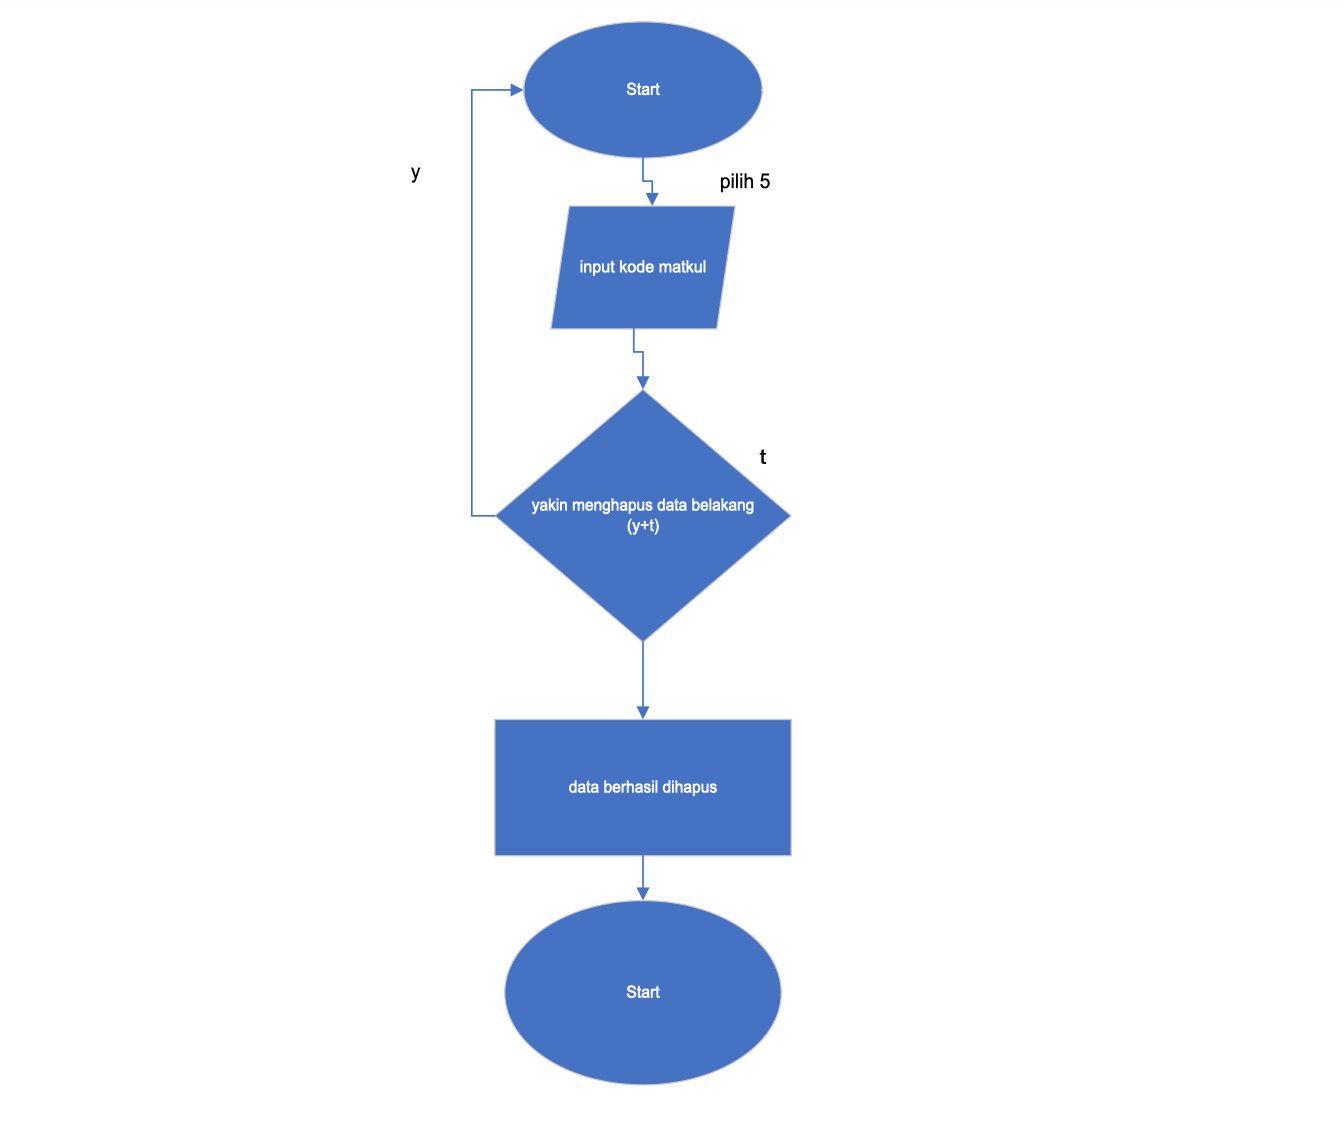 Start
y
pilih 5
input kode matkul
t
yakin menghapus data belakang
(y+t)
data berhasil dihapus
Start